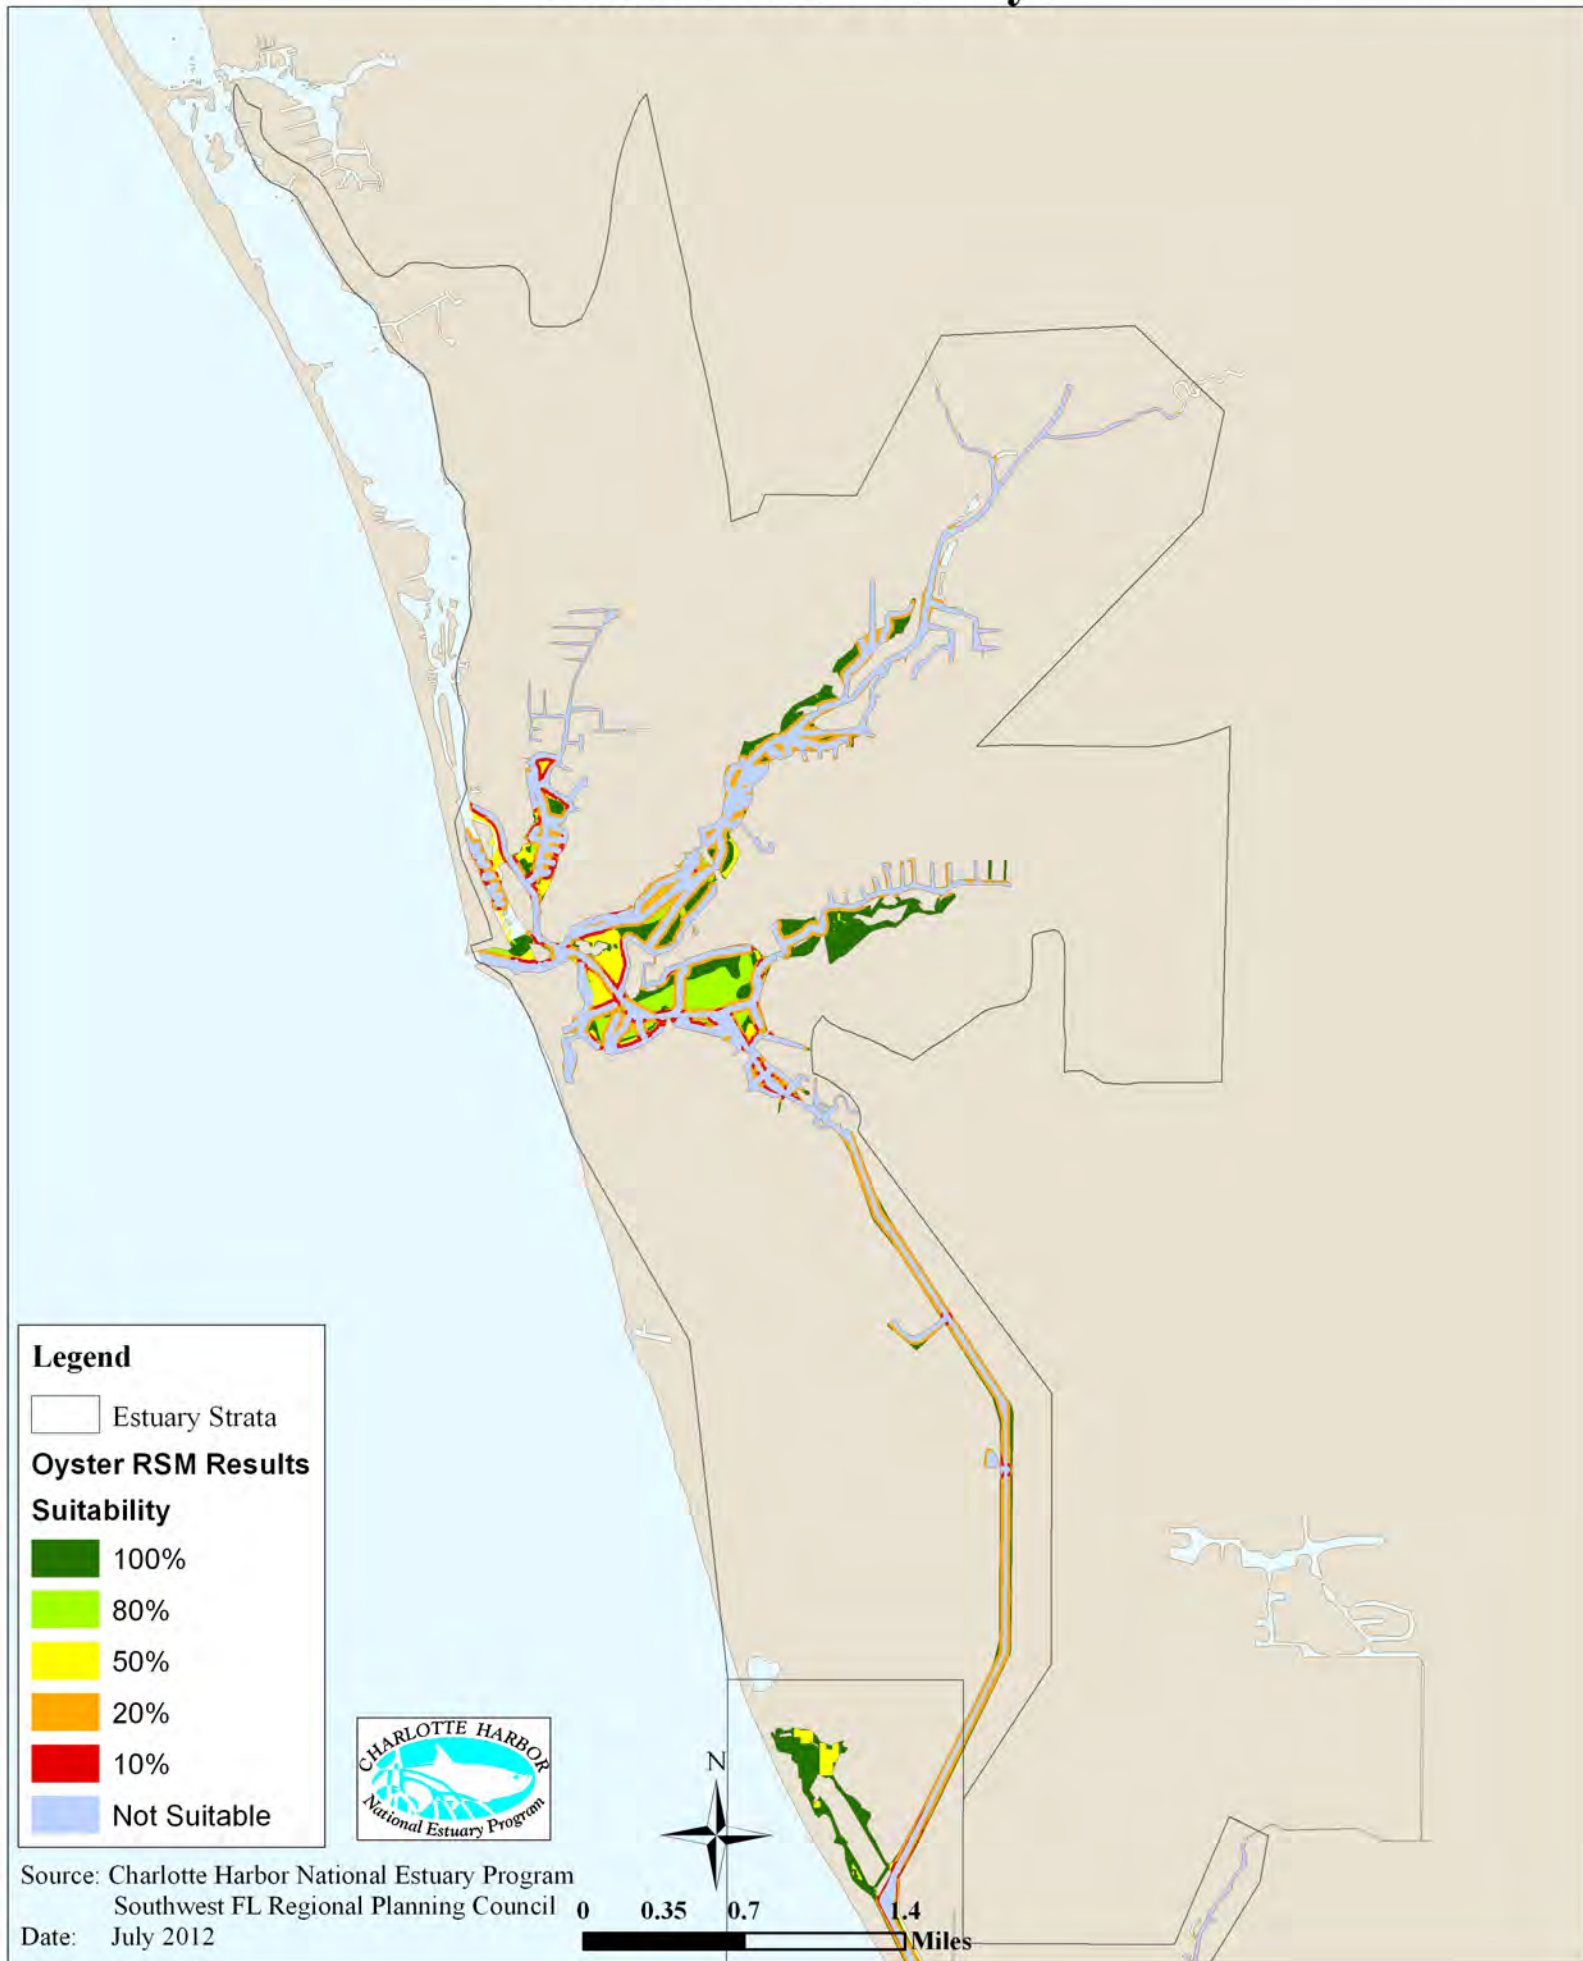 Legend
Estuary Strata
Oyster RSM Results
Suitability
100%
80%
50%
20%
10%
Not Suitable
CHARLOTTE HARBOR
National Estuary Program
N
Source: Charlotte Harbor National Estuary Program
Southwest FL Regional Planning Council
Date: July 2012
0 0.35 0.7 1.4
Miles